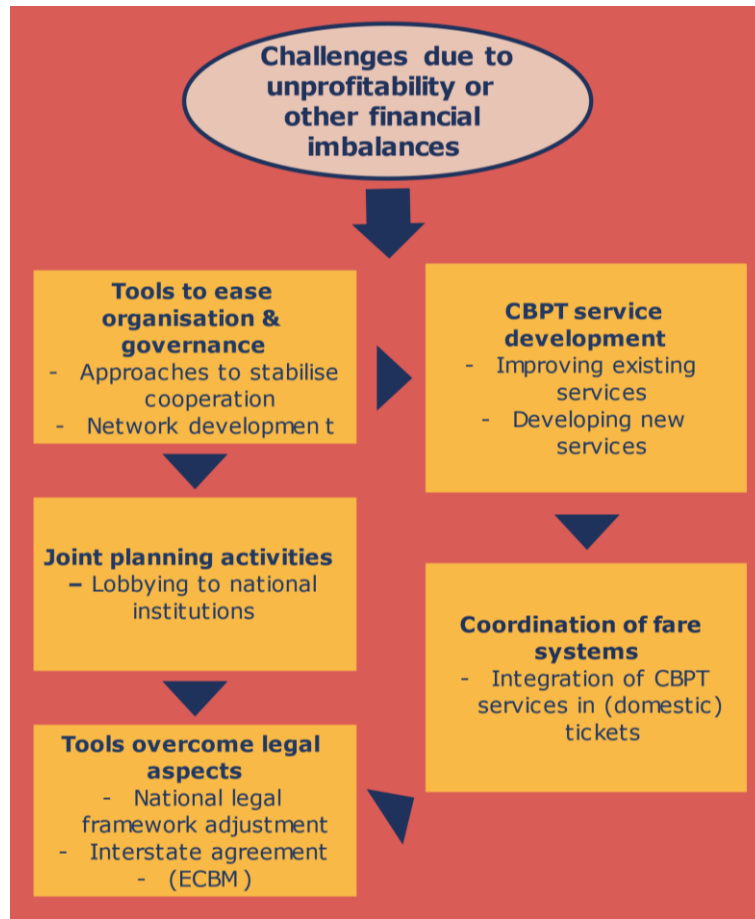 Challenges due to
unprofitability or
other financial
imbalances
Tools to ease
organisation &
governance
- Approaches to stabilise
cooperation
- Network development
CBPT service
development
- Improving existing
services
- Developing new
services
Joint planning activities
– Lobbying to national
institutions
Coordination of fare
systems
- Integration of CBPT
services in (domestic)
tickets
Tools overcome legal
aspects
- National legal
framework adjustment
- Interstate agreement
- (ECBM)